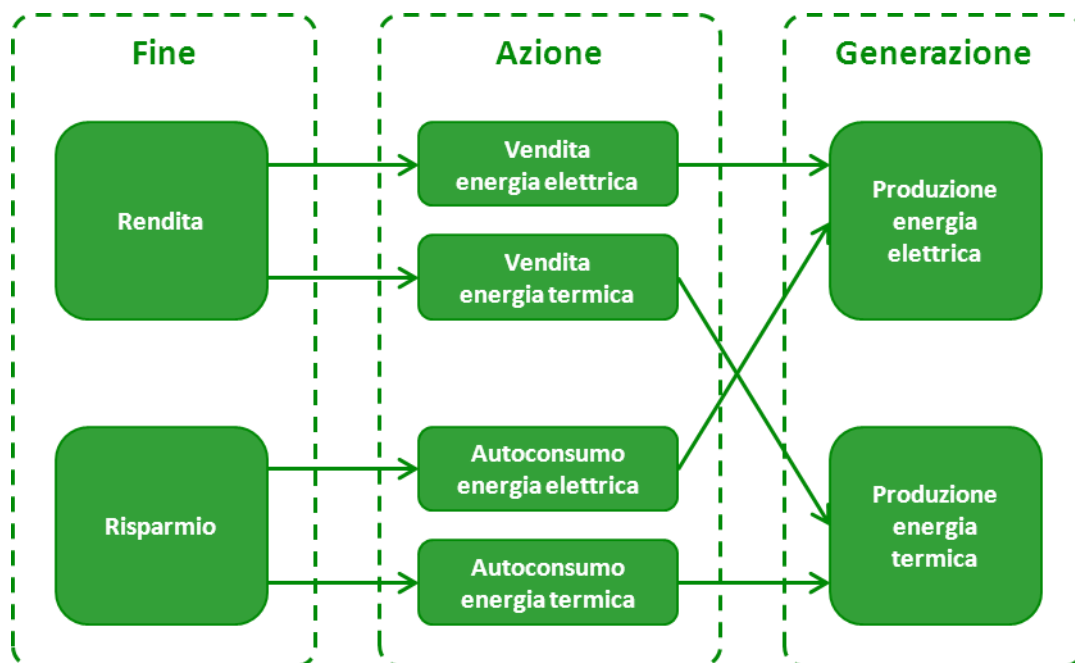 Fine
Azione
Generazione
Rendita
Vendita
energia elettrica
Vendita
energia termica
Produzione
energia
elettrica
Risparmio
Autoconsumo
energia elettrica
Autoconsumo
energia termica
Produzione
energia
termica